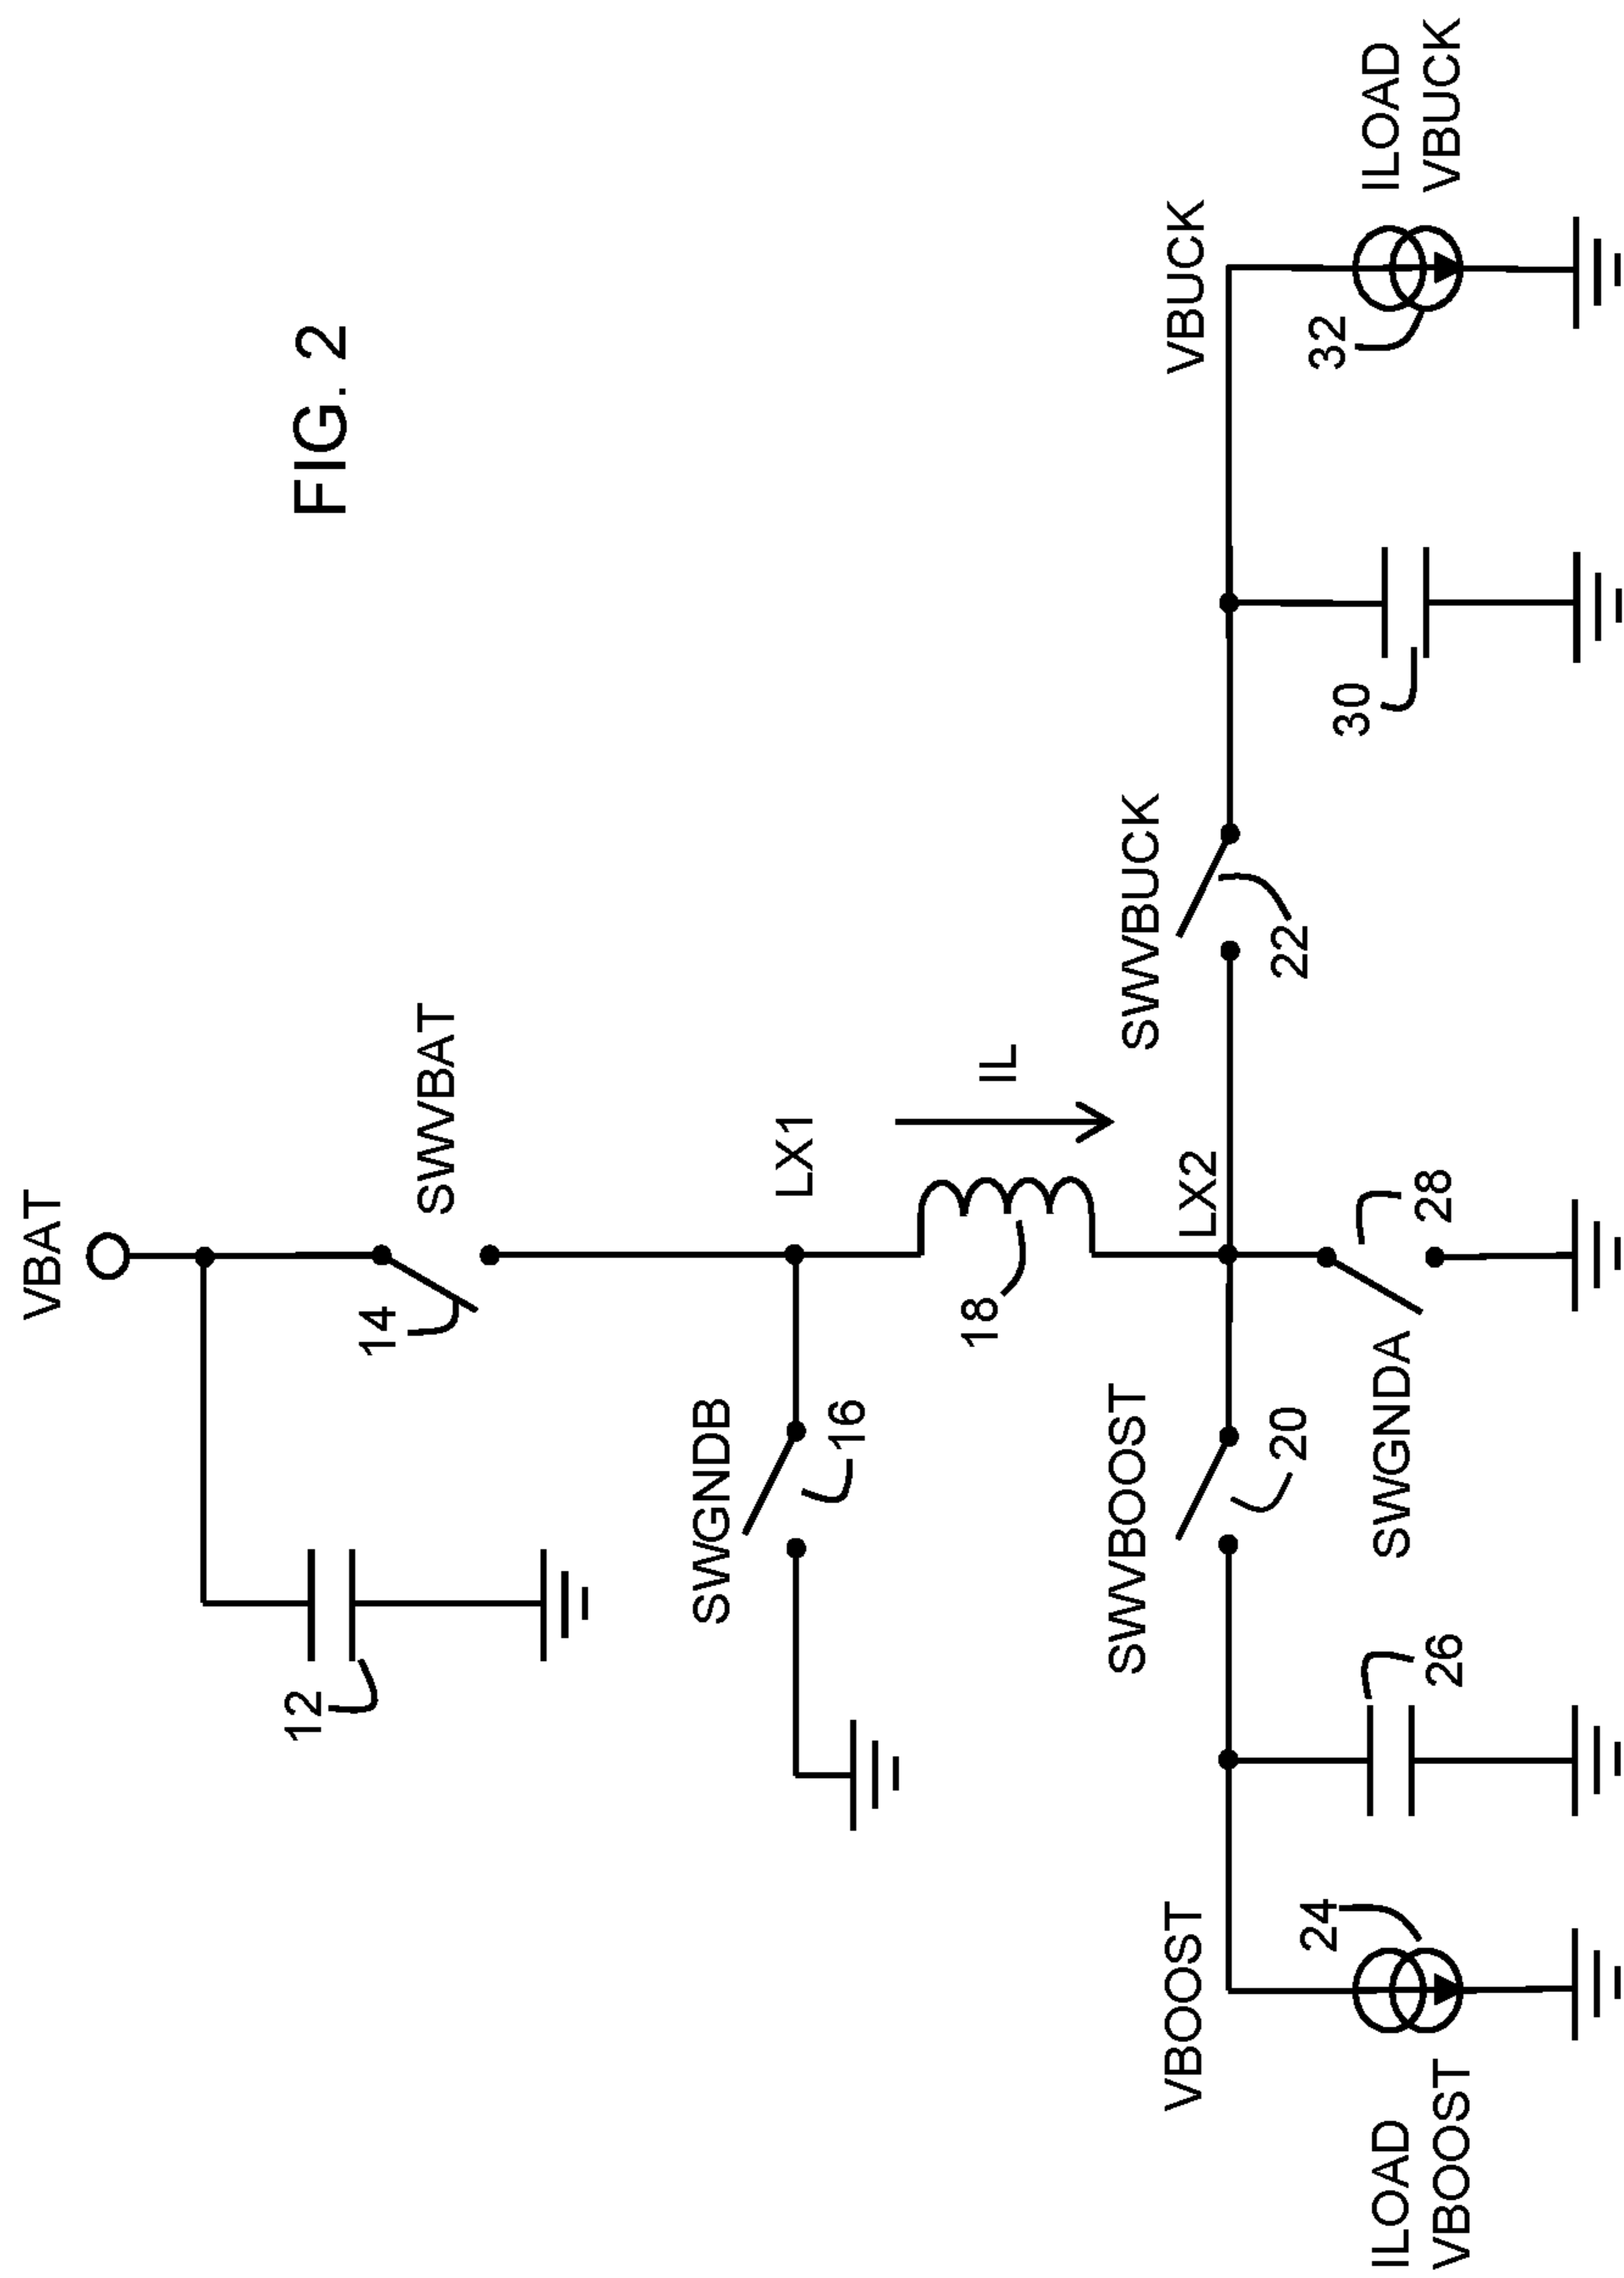 FIG. 2
VBAT
SWVBAT
14
12
LX1
SWGNDB
16
IL
18
LX2
SWVBUCK
22
SWVBOOST
20
VBUCK
VBOOST
28
SWGNDA
30
26
32
24
ILOAD
VBUCK
ILOAD
VBOOST